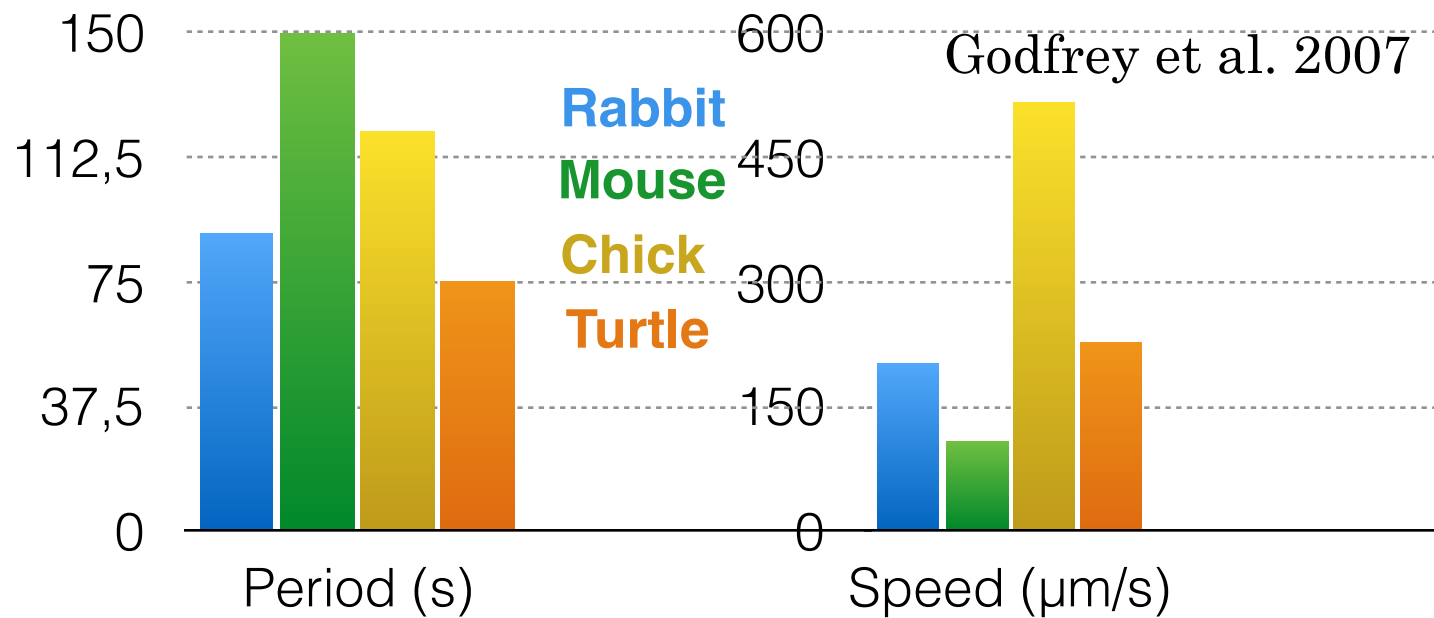 150
112,5
75
37,5
0
Period (s)
Rabbit
Mouse
Chick
Turtle
600
450
300
150
0
Speed (µm/s)
Godfrey et al. 2007